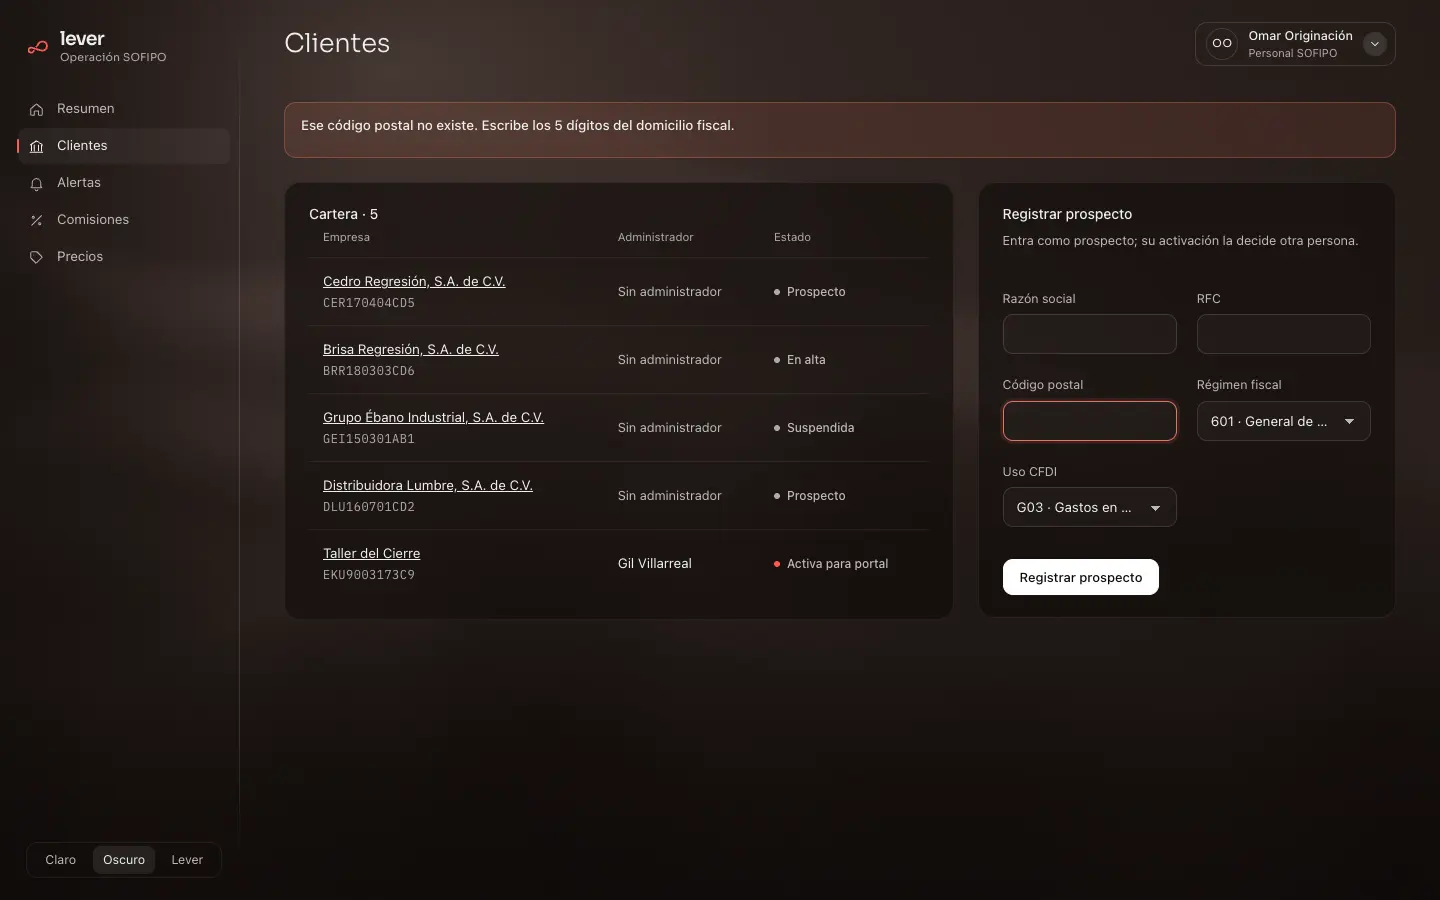 lever
Operación SOFIPO
Resumen
Clientes
Alertas
Comisiones
Precios
Claro
Oscuro
Lever
Clientes
OO
Omar Originación
Personal SOFIPO
Ese código postal no existe. Escribe los 5 dígitos del domicilio fiscal.
Cartera · 5
Empresa Administrador Estado
Cedro Regresión, S.A. de C.V.
CER170404CD5
Sin administrador
Prospecto
Brisa Regresión, S.A. de C.V.
BRR180303CD6
Sin administrador
En alta
Grupo Ébano Industrial, S.A. de C.V.
GEI150301AB1
Sin administrador
Suspendida
Distribuidora Lumbre, S.A. de C.V.
DLU160701CD2
Sin administrador
Prospecto
Taller del Cierre
EKU9003173C9
Gil Villarreal
Activa para portal
Registrar prospecto
Entra como prospecto; su activación la decide otra persona.
Razón social
RFC
Código postal
Régimen fiscal
601 · General de ...
Uso CFDI
G03 · Gastos en ...
Registrar prospecto